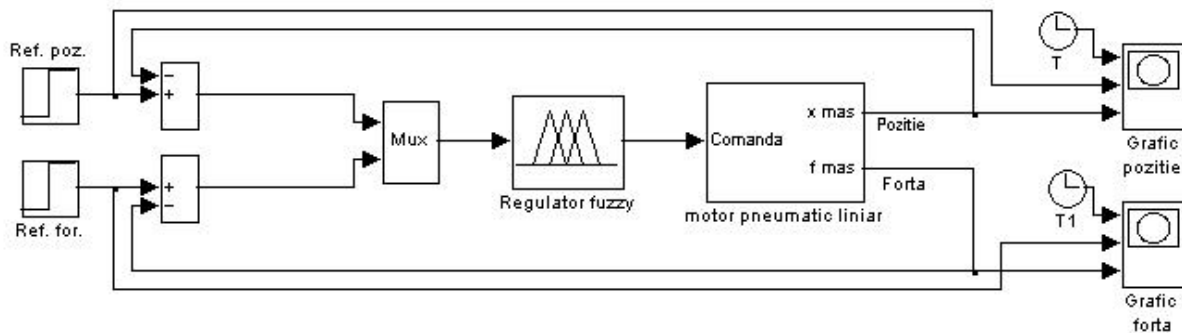 Ref. poz.
−
+
Mux
Regulator fuzzy
Comanda
x mas
f mas
motor pneumatic liniar
Pozitie
Forta
T
Grafic
pozitie
Ref. for.
+
−
T1
Grafic
forta